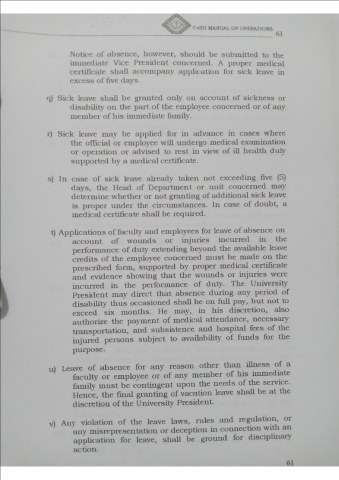 CvSU MANUAL OF OPERATIONS
61
Notice of absence, however, should be submitted to the
immediate Vice President concerned. A proper medical
certificate shall accompany application for sick leave in
excess of five days.
q) Sick leave shall be granted only on account of sickness or
disability on the part of the employee concerned or of any
member of his immediate family.
r) Sick leave may be applied for in advance in cases where
the official or employee will undergo medical examination
or operation or advised to rest in view of ill health duly
supported by a medical certificate.
s) In case of sick leave already taken not exceeding five (5)
days, the Head of Department or unit concerned may
determine whether or not granting of additional sick leave
is proper under the circumstances. In case of doubt, a
medical certificate shall be required.
t) Applications of faculty and employees for leave of absence on
account of wounds or injuries incurred in the
performance of duty extending beyond the available leave
credits of the employee concerned must be made on the
prescribed form, supported by proper medical certificate
and evidence showing that the wounds or injuries were
incurred in the performance of duty. The University
President may direct that absence during any period of
disability thus occasioned shall be on full pay, but not to
exceed six months. He may, in his discretion, also
authorize the payment of medical attendance, necessary
transportation, and subsistence and hospital fees of the
injured persons subject to availability of funds for the
purpose.
u) Leave of absence for any reason other than illness of a
faculty or employee or of any member of his immediate
family must be contingent upon the needs of the service.
Hence, the final granting of vacation leave shall be at the
discretion of the University President.
v) Any violation of the leave laws, rules and regulation, or
any misrepresentation or deception in connection with an
application for leave, shall be ground for disciplinary
action.
61